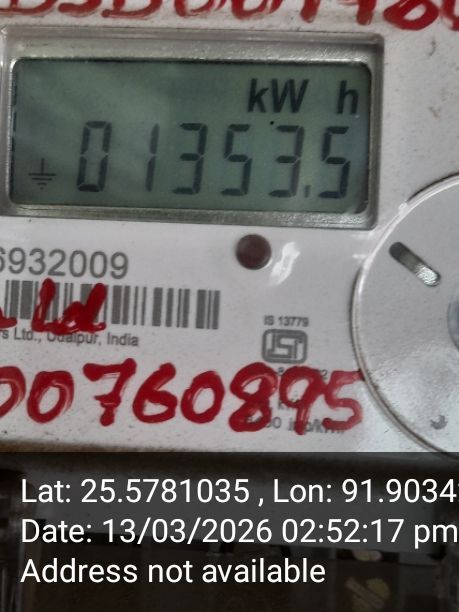 kW h
01353.5
6932009
rs Ltd., Udaipur, India
IS 13779
00760895
Lat: 25.5781035 , Lon: 91.9034
Date: 13/03/2026 02:52:17 pm
Address not available